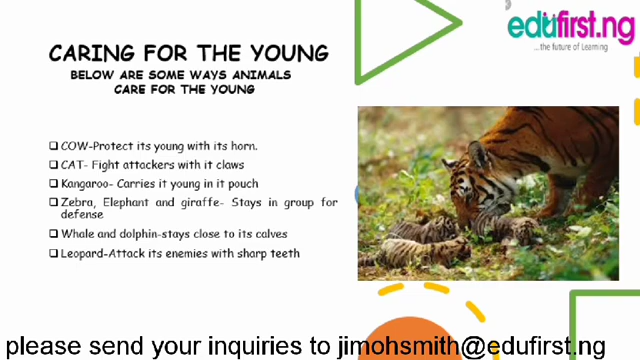 edufirst.ng
...the future of Learning
CARING FOR THE YOUNG
BELOW ARE SOME WAYS ANIMALS
CARE FOR THE YOUNG
COW-Protect its young with its horn.
CAT- Fight attackers with it claws
Kangaroo- Carries it young in it pouch
Zebra, Elephant and giraffe- Stays in group for
defense
Whale and dolphin-stays close to its calves
Leopard-Attack its enemies with sharp teeth
please send your inquiries to jimohsmith@edufirst.ng